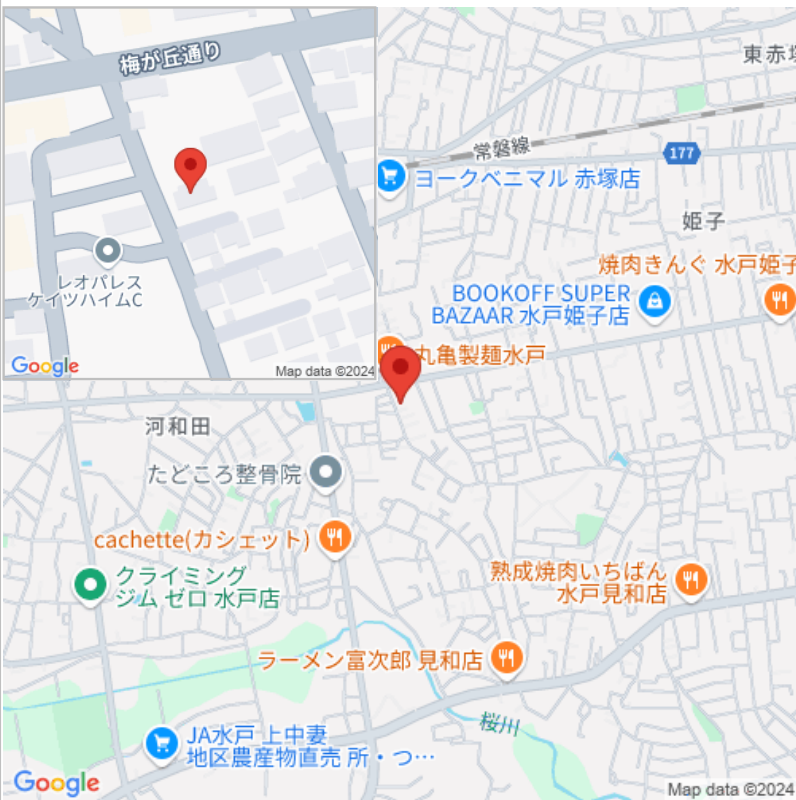 梅が丘通り
レオパレス
ケイツハイムC
Google
Map data ©2024
東赤塚
常磐線
177
ヨークベニマル 赤塚店
姫子
焼肉きんぐ 水戸姫子
BOOKOFF SUPER
BAZAAR 水戸姫子店
丸亀製麺水戸
河和田
たどころ整骨院
cachette(カシェット)
クライミング
ジム ゼロ 水戸店
熟成焼肉いちばん
水戸見和店
ラーメン富次郎 見和店
桜川
JA水戸 上中妻
地区農産物直売 所・つ…
Google
Map data ©2024